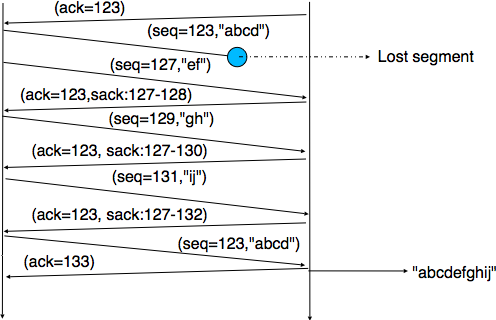 (ack=123)
(seq=123,"abcd")
Lost segment
(seq=127,"ef")
(ack=123,sack:127-128)
(seq=129,"gh")
(ack=123, sack:127-130)
(seq=131,"ij")
(ack=123, sack:127-132)
(seq=123,"abcd")
(ack=133)
"abcdefghij"